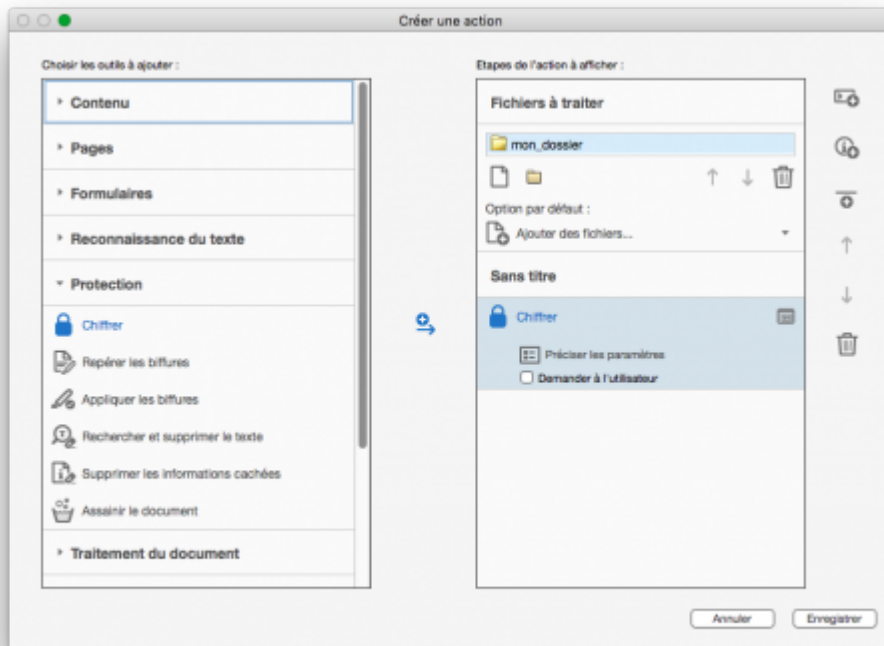 Créer une action
Choisir les outils à ajouter :
Contenu
Pages
Formulaires
Reconnaissance du texte
Protection
Chiffrer
Repérer les biffures
Appliquer les biffures
Rechercher et supprimer le texte
Supprimer les informations cachées
Assainir le document
Traitement du document
Etapes de l'action à afficher :
Fichiers à traiter
mon_dossier
Option par défaut :
Ajouter des fichiers...
Sans titre
Chiffrer
Préciser les paramètres
Demander à l'utilisateur
Annuler
Enregistrer